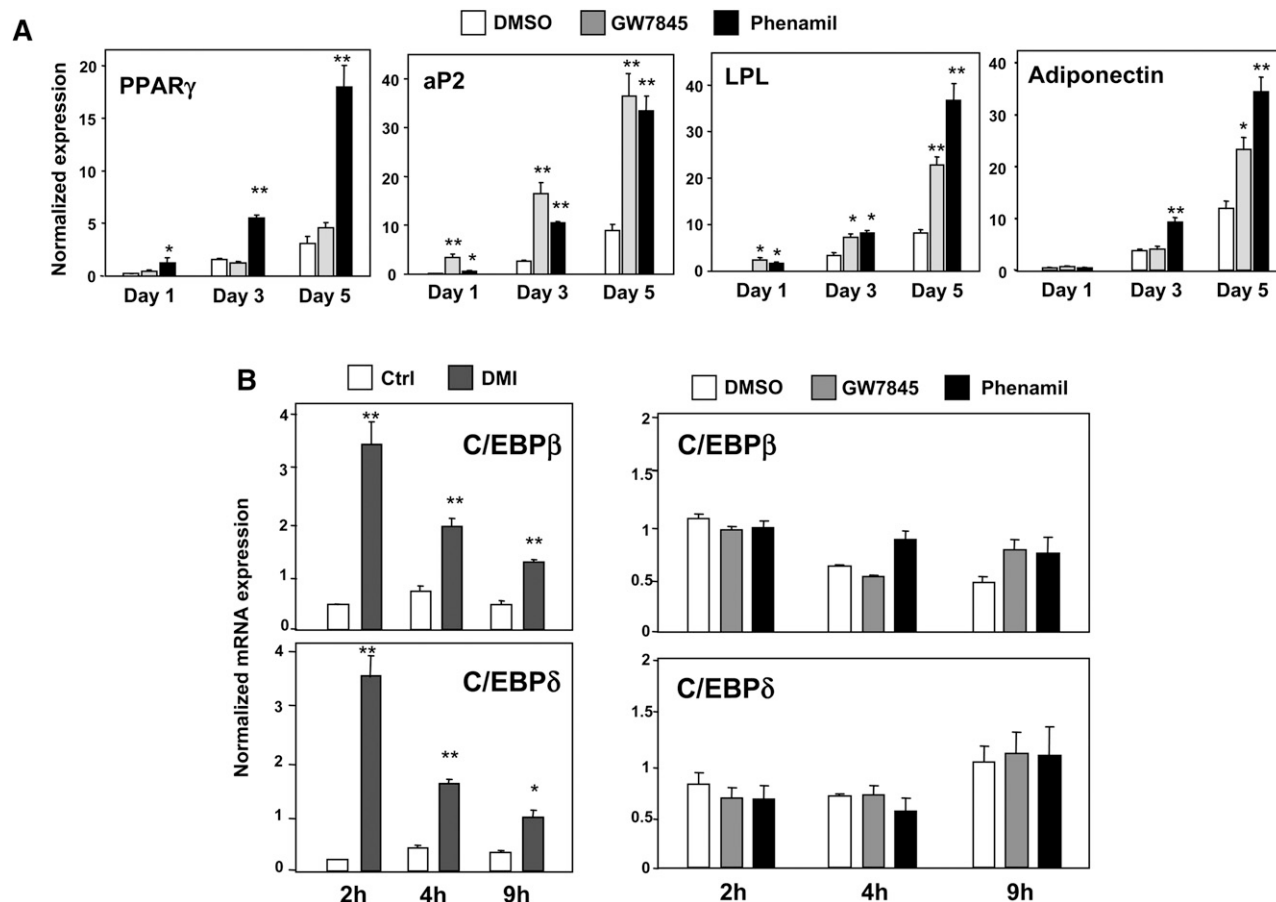 A
DMSO GW7845 Phenamil
Normalized expression
PPARγ
20
15
10
5
0
** ** *
Day 1 Day 3 Day 5
aP2
40
30
20
10
0
** ** ** ** ** *
Day 1 Day 3 Day 5
LPL
40
30
20
10
0
** ** * * * *
Day 1 Day 3 Day 5
Adiponectin
40
30
20
10
0
** * **
Day 1 Day 3 Day 5
B
Ctrl DMI
Normalized mRNA expression
C/EBPβ
4
3
2
1
0
** ** **
C/EBPδ
4
3
2
1
0
** ** *
2h 4h 9h
DMSO GW7845 Phenamil
C/EBPβ
2
1.5
1
0.5
0
C/EBPδ
2
1.5
1
0.5
0
2h 4h 9h